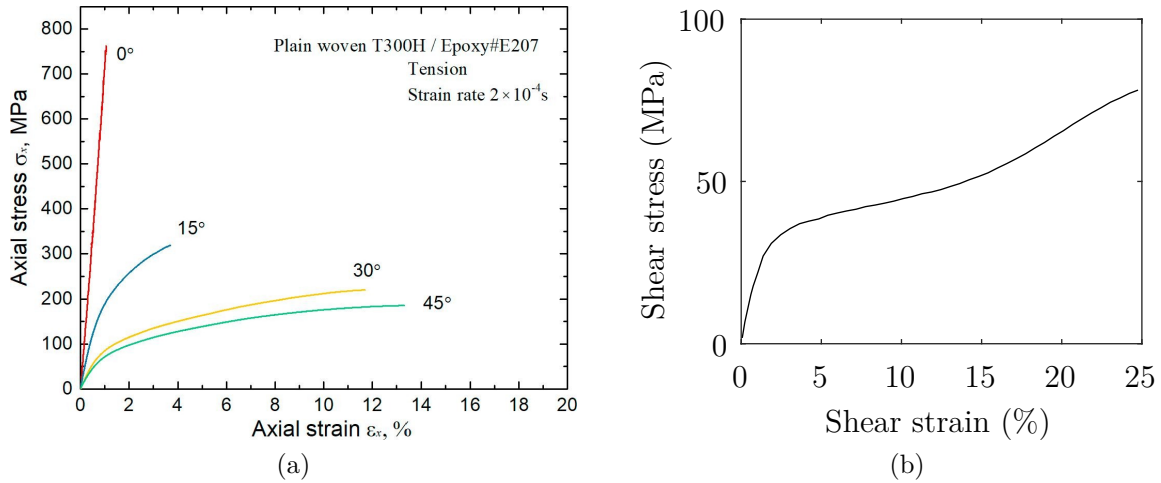 800
700
600
500
400
300
200
100
0
Axial stress σₓ, MPa
Plain woven T300H / Epoxy#E207
Tension
Strain rate 2×10⁻⁴s
0°
15°
30°
45°
0 2 4 6 8 10 12 14 16 18 20
Axial strain εₓ, %
(a)
100
50
0
Shear stress (MPa)
0 5 10 15 20 25
Shear strain (%)
(b)